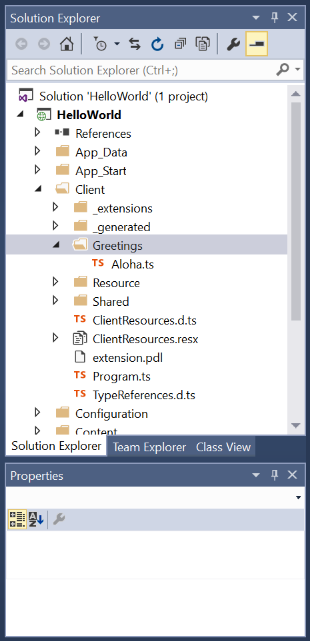 Solution Explorer
Search Solution Explorer (Ctrl+;)
Solution 'HelloWorld' (1 project)
HelloWorld
References
App_Data
App_Start
Client
_extensions
_generated
Greetings
TS Aloha.ts
Resource
Shared
TS ClientResources.d.ts
ClientResources.resx
extension.pdl
TS Program.ts
TS TypeReferences.d.ts
Configuration
Content
Solution Explorer Team Explorer Class View
Properties